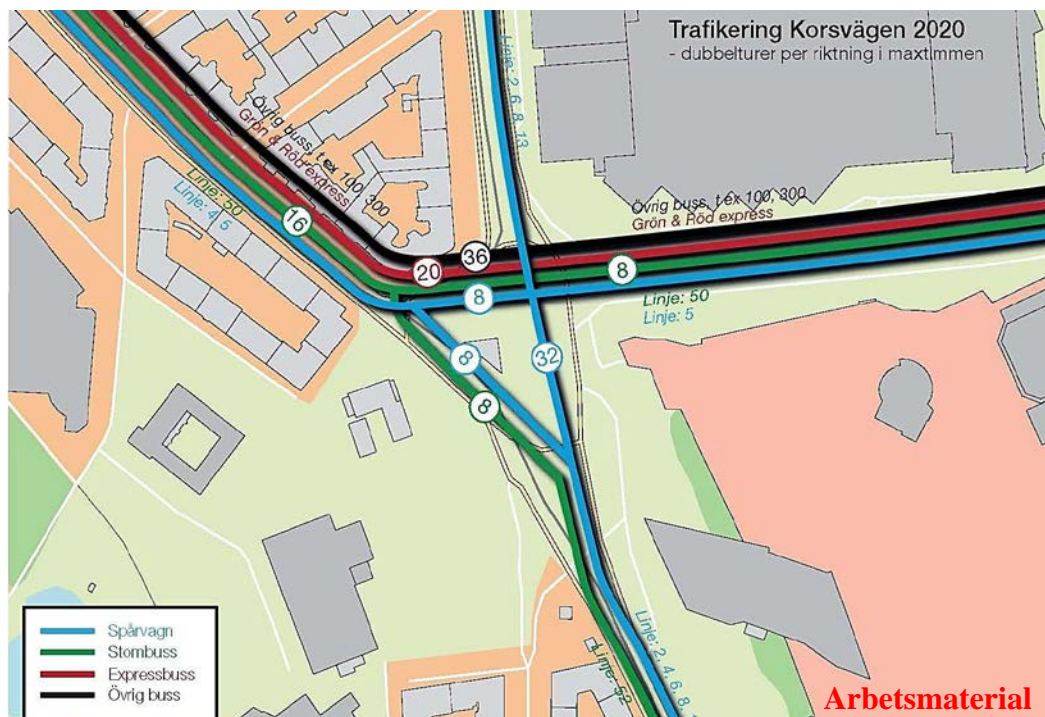 Trafikering Korsvägen 2020
- dubbelturer per riktning i maxtimmen
Linje: 2, 6, 8, 13
Övrig buss, t ex 100, 300
Grön & Röd express
16
Linje: 50
Linje: 4, 5
Övrig buss, t ex 100, 300
Grön & Röd express
36
20
8
8
Linje: 50
Linje: 5
8
32
8
Linje: 2, 4, 6, 8,
Linje: 52
Spårvagn
Stombuss
Expressbuss
Övrig buss
Arbetsmaterial